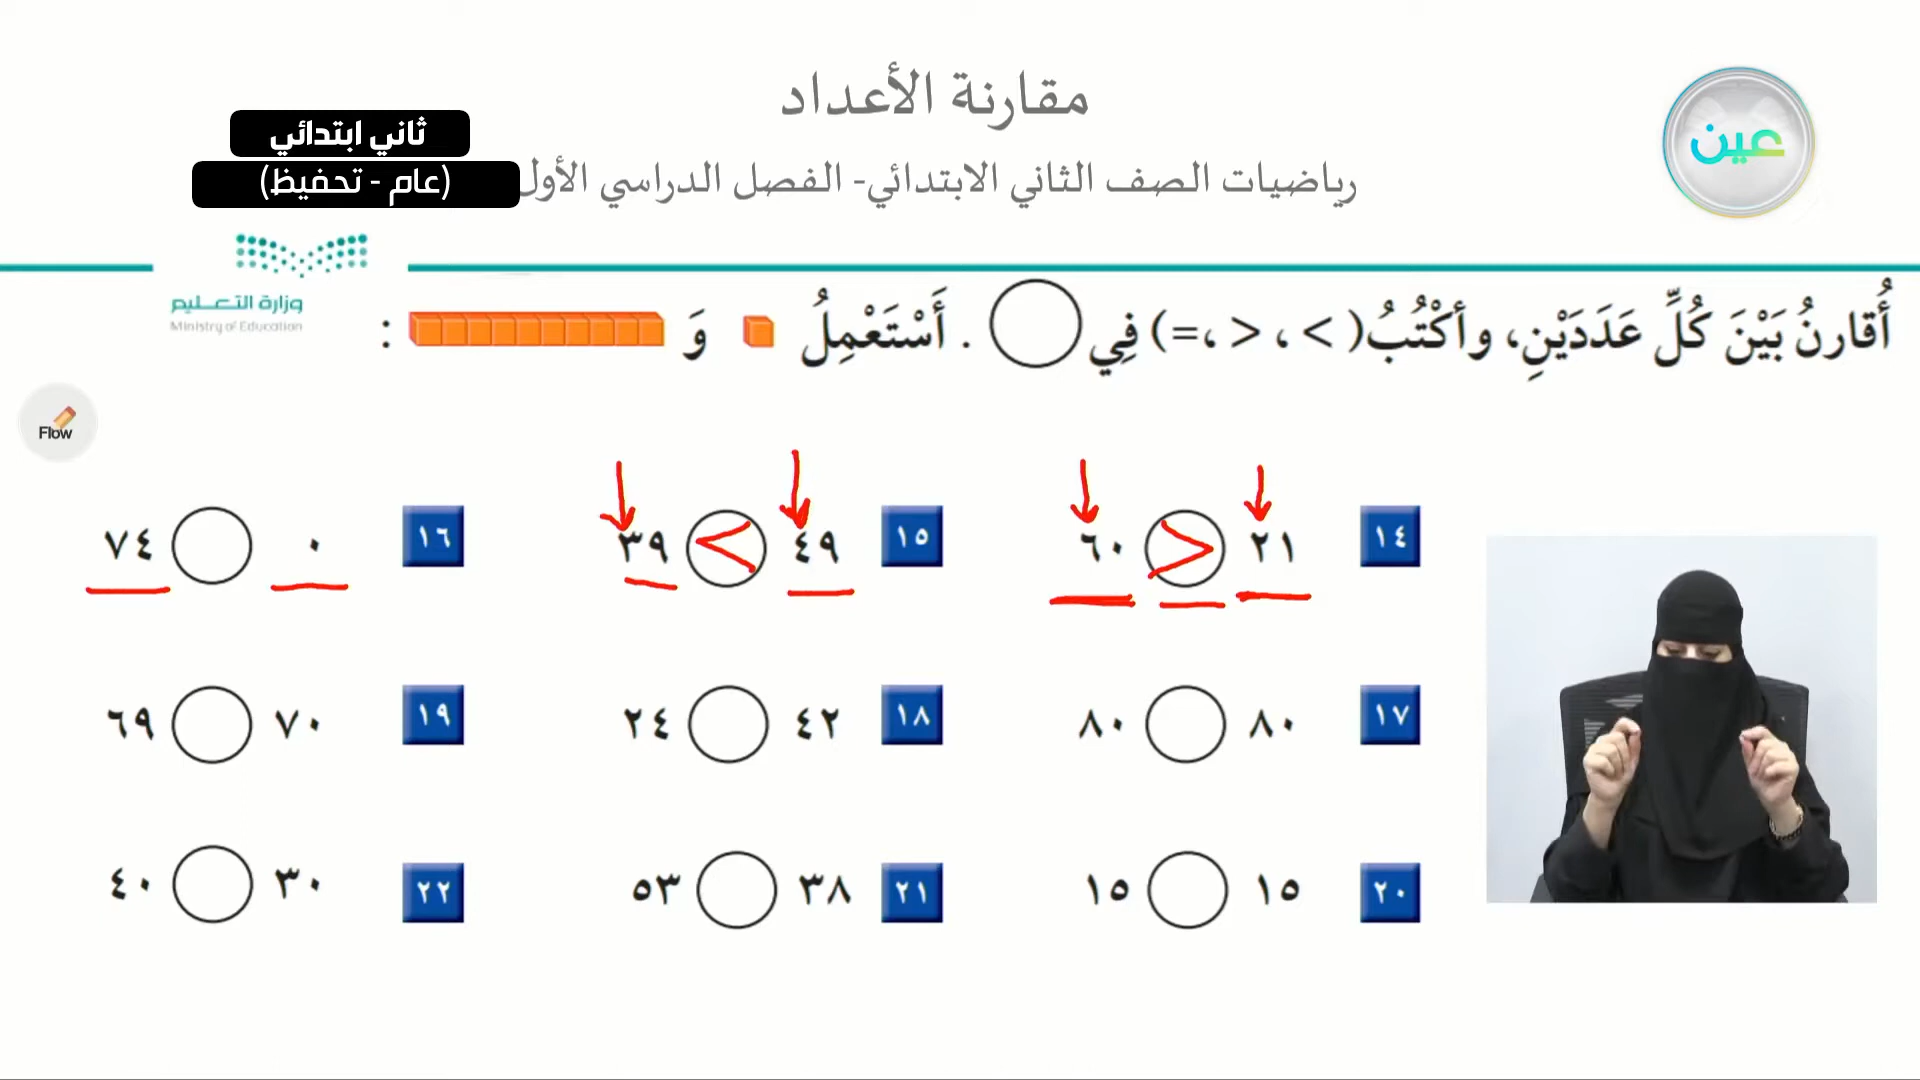 مقارنة الأعداد
عين
ثاني ابتدائي
(عام - تحفيظ)
رياضيات الصف الثاني الابتدائي- الفصل الدراسي الأول
وزارة التعليم
Ministry of Education
أُقارنُ بَيْنَ كُلِّ عَدَدَيْنِ، وأكْتُبُ( > ، < ،=) فِي ◯ . أَسْتَعْمِلُ وَ :
Flow
١٤ ٢١ > ٦٠
١٥ ٤٩ < ٣٩
١٦ ٠ ◯ ٧٤
١٧ ٨٠ ◯ ٨٠
١٨ ٤٢ ◯ ٢٤
١٩ ٧٠ ◯ ٦٩
٢٠ ١٥ ◯ ١٥
٢١ ٣٨ ◯ ٥٣
٢٢ ٣٠ ◯ ٤٠